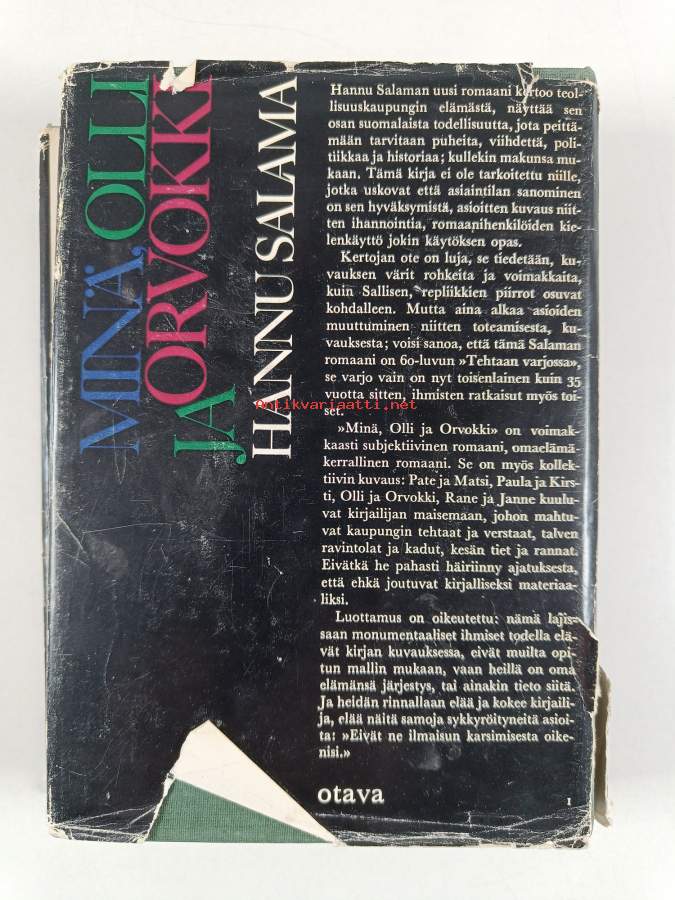 MINÄ, OLLI
JA ORVOKKI
HANNU SALAMA
Hannu Salaman uusi romaani kertoo teol-
lisuuskaupungin elämästä, näyttää sen
osan suomalaista todellisuutta, jota peittä-
mään tarvitaan puheita, viihdettä, poli-
tiikkaa ja historiaa; kullekin makunsa mu-
kaan. Tämä kirja ei ole tarkoitettu niille,
jotka uskovat että asiaintilan sanominen
on sen hyväksymistä, asioitten kuvaus niit-
ten ihannointia, romaanihenkilöiden kie-
lenkäyttö jokin käytöksen opas.
Kertojan ote on luja, se tiedetään, ku-
vauksen värit rohkeita ja voimakkaita,
kuin Sallisen, repliikkien piirrot osuvat
kohdalleen. Mutta aina alkaa asioiden
muuttuminen niitten toteamisesta, ku-
vauksesta; voisi sanoa, että tämä Salaman
romaani on 60-luvun »Tehtaan varjossa»,
se varjo vain on nyt toisenlainen kuin 35
vuotta sitten, ihmisten ratkaisut myös toi-
set.
Antikvariaatti.net
»Minä, Olli ja Orvokki» on voimak-
kaasti subjektiivinen romaani, omaelämä-
kerrallinen romaani. Se on myös kollek-
tiivin kuvaus: Pate ja Matsi, Paula ja Kirs-
ti, Olli ja Orvokki, Rane ja Janne kuulu-
vat kirjailijan maisemaan, johon mahtu-
vat kaupungin tehtaat ja verstaat, talven
ravintolat ja kadut, kesän tiet ja rannat.
Eivätkä he pahasti häiriinny ajatuksesta,
että ehkä joutuvat kirjalliseksi materiaa-
liksi.
Luottamus on oikeutettu: nämä lajis-
saan monumentaaliset ihmiset todella elä-
vät kirjan kuvauksessa, eivät muilta opi-
tun mallin mukaan, vaan heillä on oma
elämänsä järjestys, tai ainakin tieto siitä.
Ja heidän rinnallaan elää ja kokee kirjaili-
ja, elää näitä samoja sykkyröityneitä asioi-
ta: »Eivät ne ilmaisun karsimisesta oike-
nisi.»
otava
1